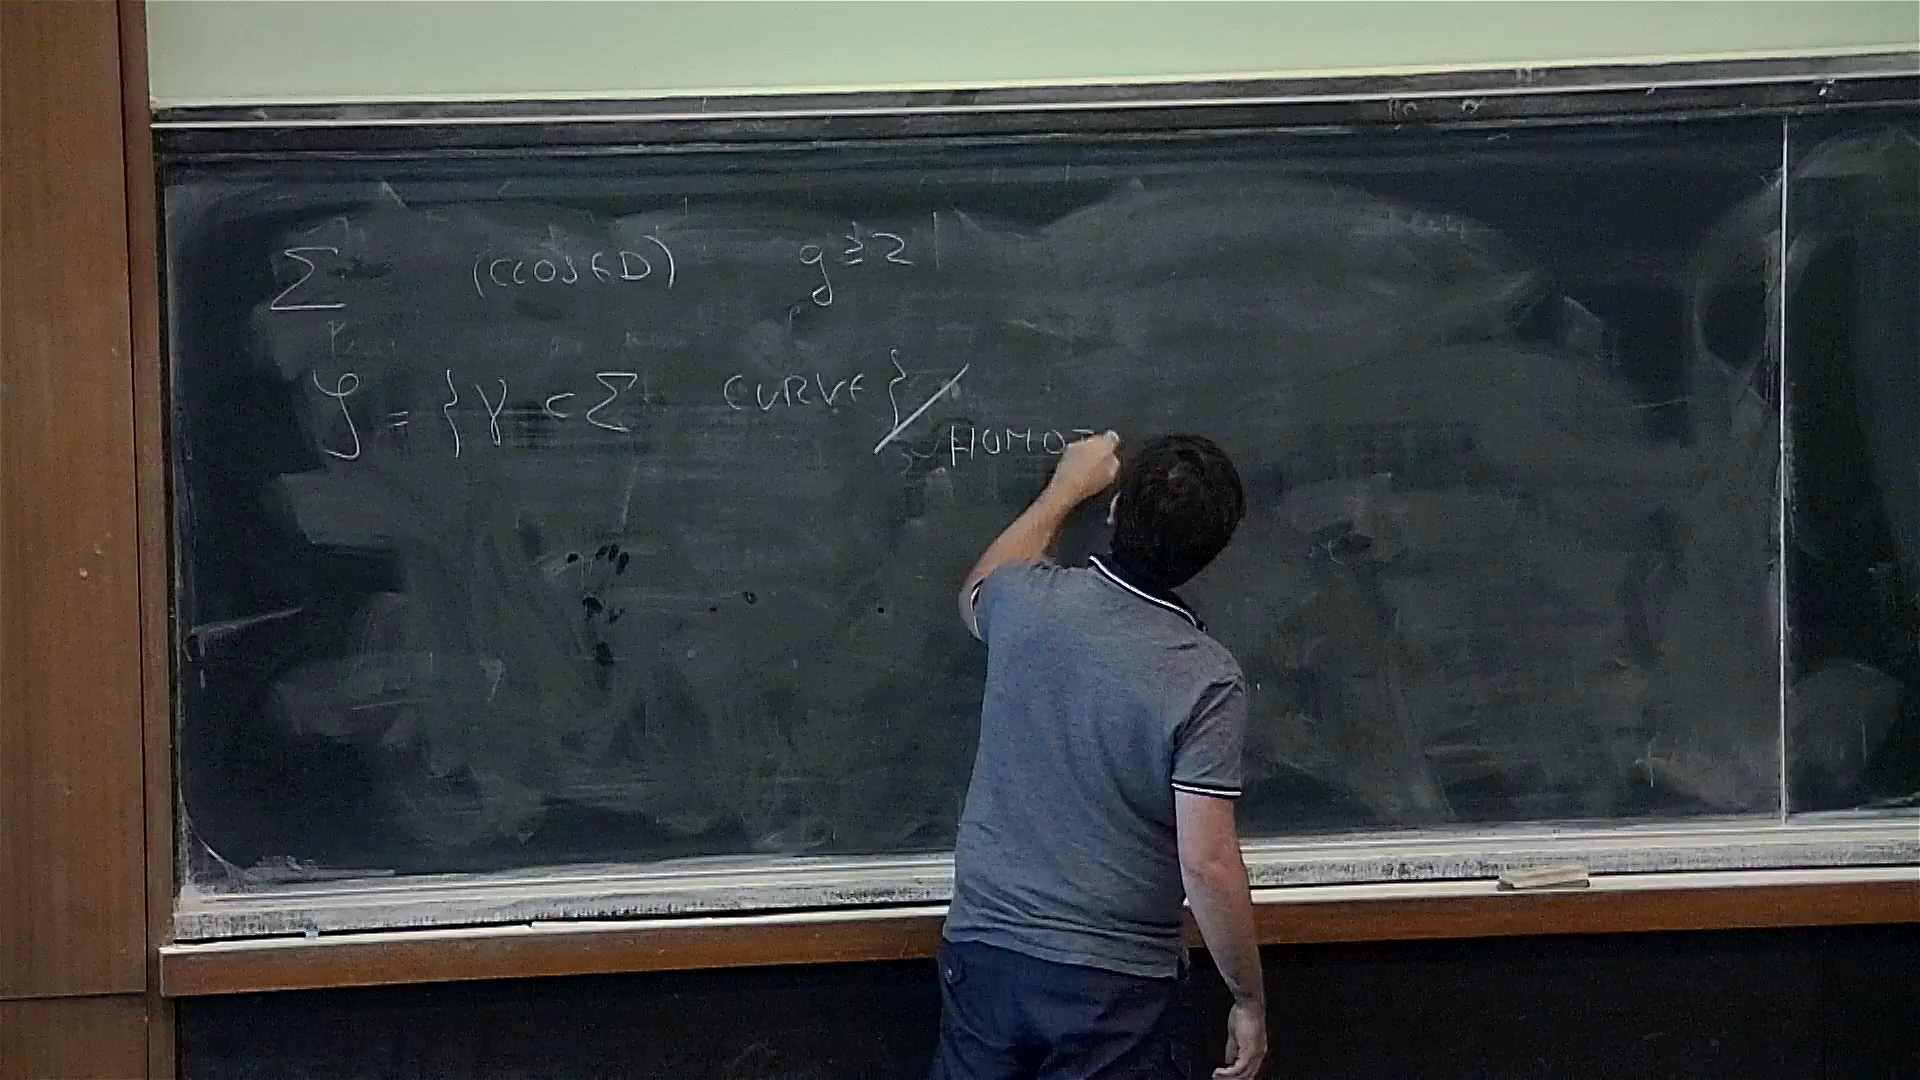 Σ (CLOSED) g ≥ 2
𝒮 = {γ ⊂ Σ CURVE} / ~ HOMOT